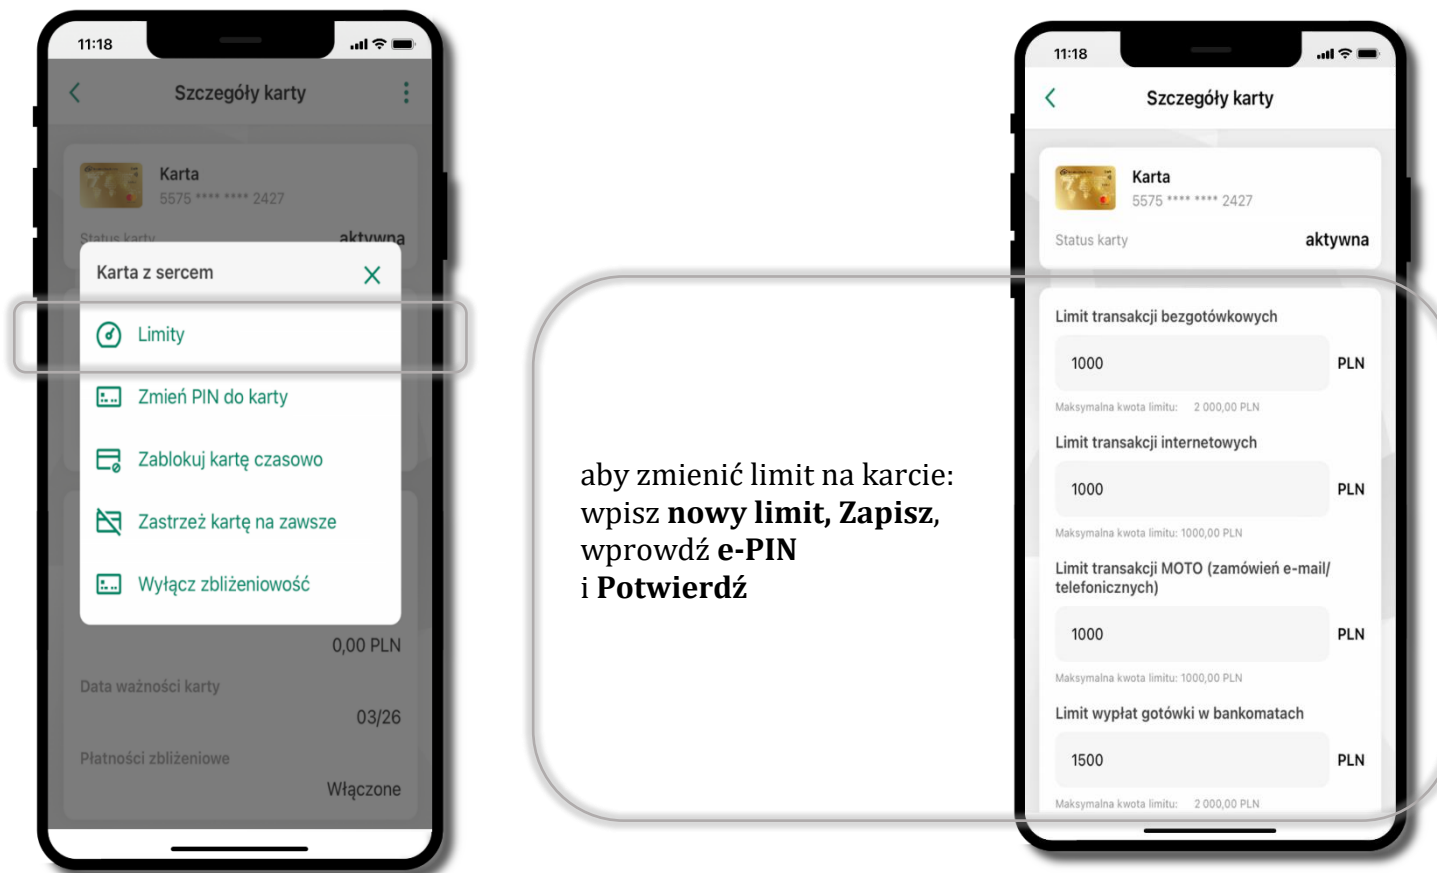 11:18
Szczegóły karty
Karta
5575 **** **** 2427
Status karty
aktywna
Karta z sercem
Limity
Zmień PIN do karty
Zablokuj kartę czasowo
Zastrzeż kartę na zawsze
Wyłącz zbliżeniowość
0,00 PLN
Data ważności karty
03/26
Płatności zbliżeniowe
Włączone
aby zmienić limit na karcie:
wpisz nowy limit, Zapisz,
wprowdź e-PIN
i Potwierdź
11:18
Szczegóły karty
Karta
5575 **** **** 2427
Status karty
aktywna
Limit transakcji bezgotówkowych
1000 PLN
Maksymalna kwota limitu: 2 000,00 PLN
Limit transakcji internetowych
1000 PLN
Maksymalna kwota limitu: 1000,00 PLN
Limit transakcji MOTO (zamówień e-mail/
telefonicznych)
1000 PLN
Maksymalna kwota limitu: 1000,00 PLN
Limit wypłat gotówki w bankomatach
1500 PLN
Maksymalna kwota limitu: 2 000,00 PLN